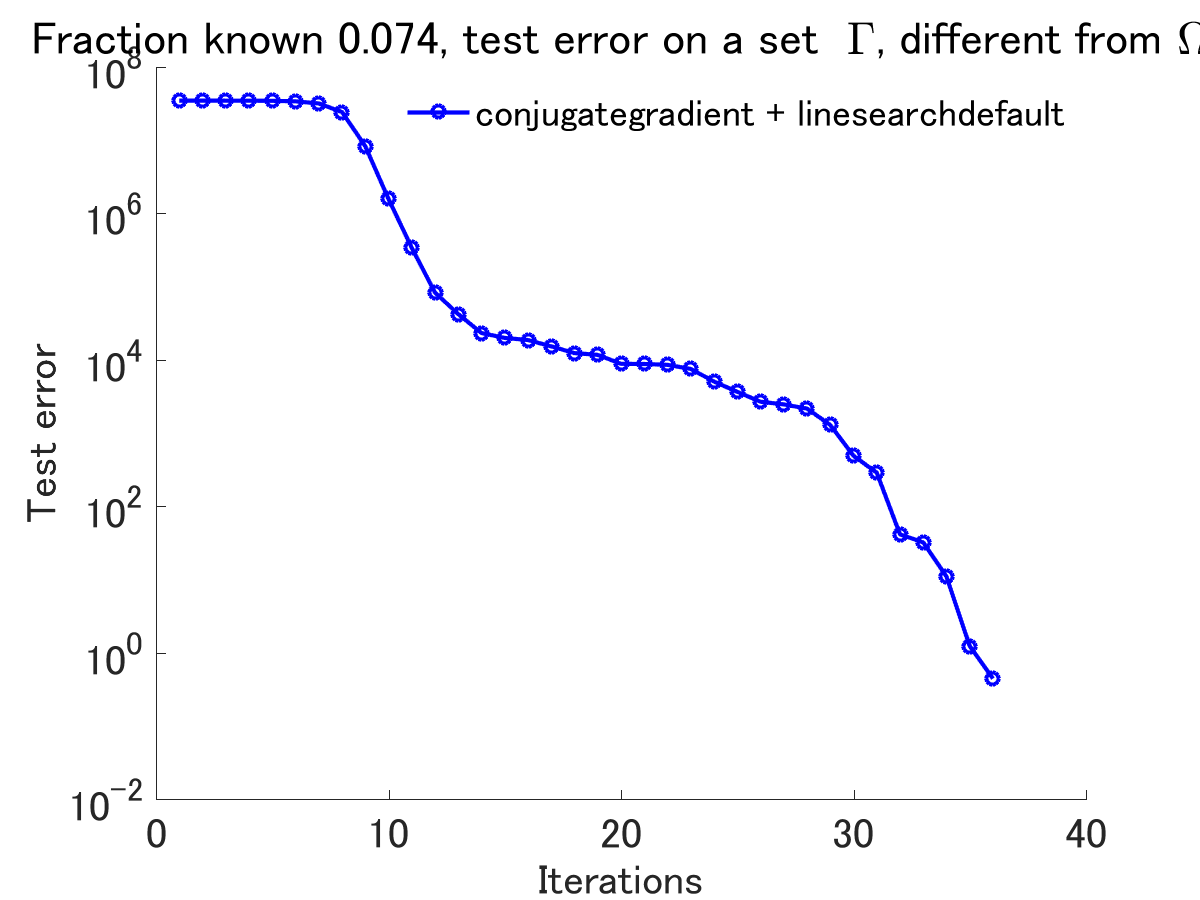 Fraction known 0.074, test error on a set Γ, different from Ω
10^8
conjugategradient + linesearchdefault
10^6
10^4
10^2
10^0
10^−2
Test error
0 10 20 30 40
Iterations